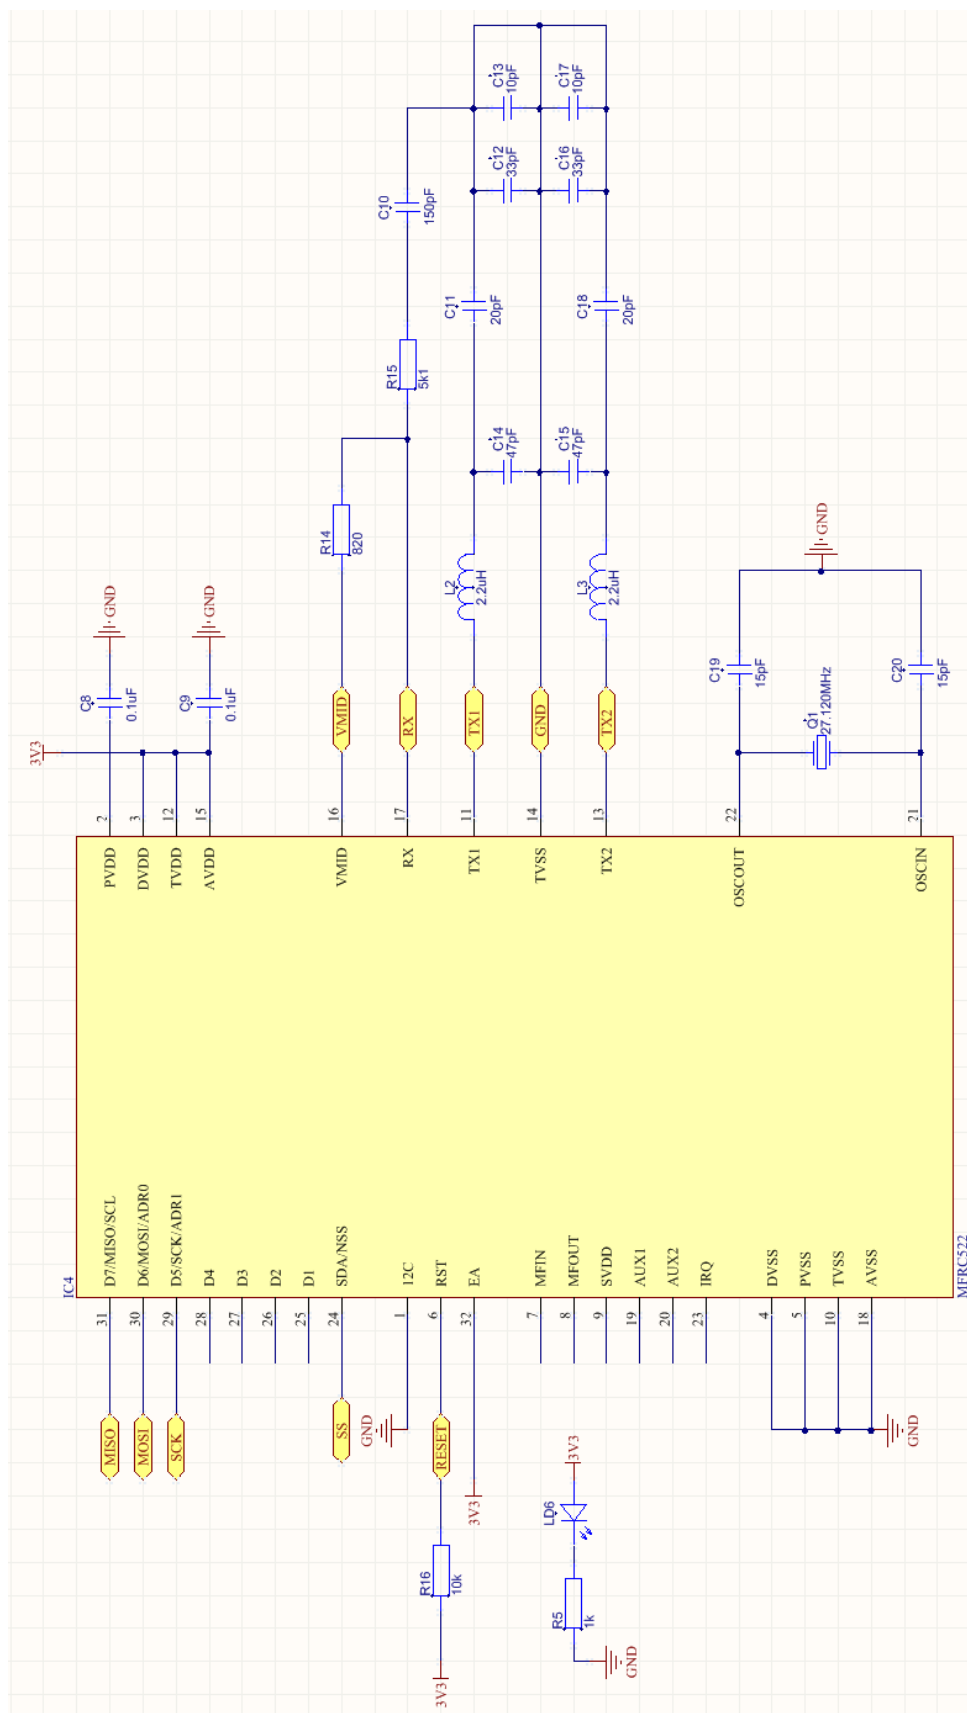 C13
10pF
C17
10pF
C12
33pF
C16
33pF
C10
150pF
C11
20pF
C18
20pF
R15
5k1
C14
47pF
C15
47pF
R14
820
L2
2.2uH
L3
2.2uH
GND
GND
GND
C8
0.1uF
C9
0.1uF
C19
15pF
C20
15pF
Q1
27.120MHz
3V3
VMID
RX
TX1
GND
TX2
2
3
12
15
16
17
11
14
13
22
21
PVDD
DVDD
TVDD
AVDD
VMID
RX
TX1
TVSS
TX2
OSCOUT
OSCIN
IC4
D7/MISO/SCL
D6/MOSI/ADR0
D5/SCK/ADR1
D4
D3
D2
D1
SDA/NSS
12C
RST
EA
MFIN
MFOUT
SVDD
AUX1
AUX2
IRQ
DVSS
PVSS
TVSS
AVSS
MFRC522
31
30
29
28
27
26
25
24
1
6
32
7
8
9
19
20
23
4
5
10
18
MISO
MOSI
SCK
SS
GND
RESET
3V3
3V3
GND
LD6
R16
10k
R5
1k
3V3
GND